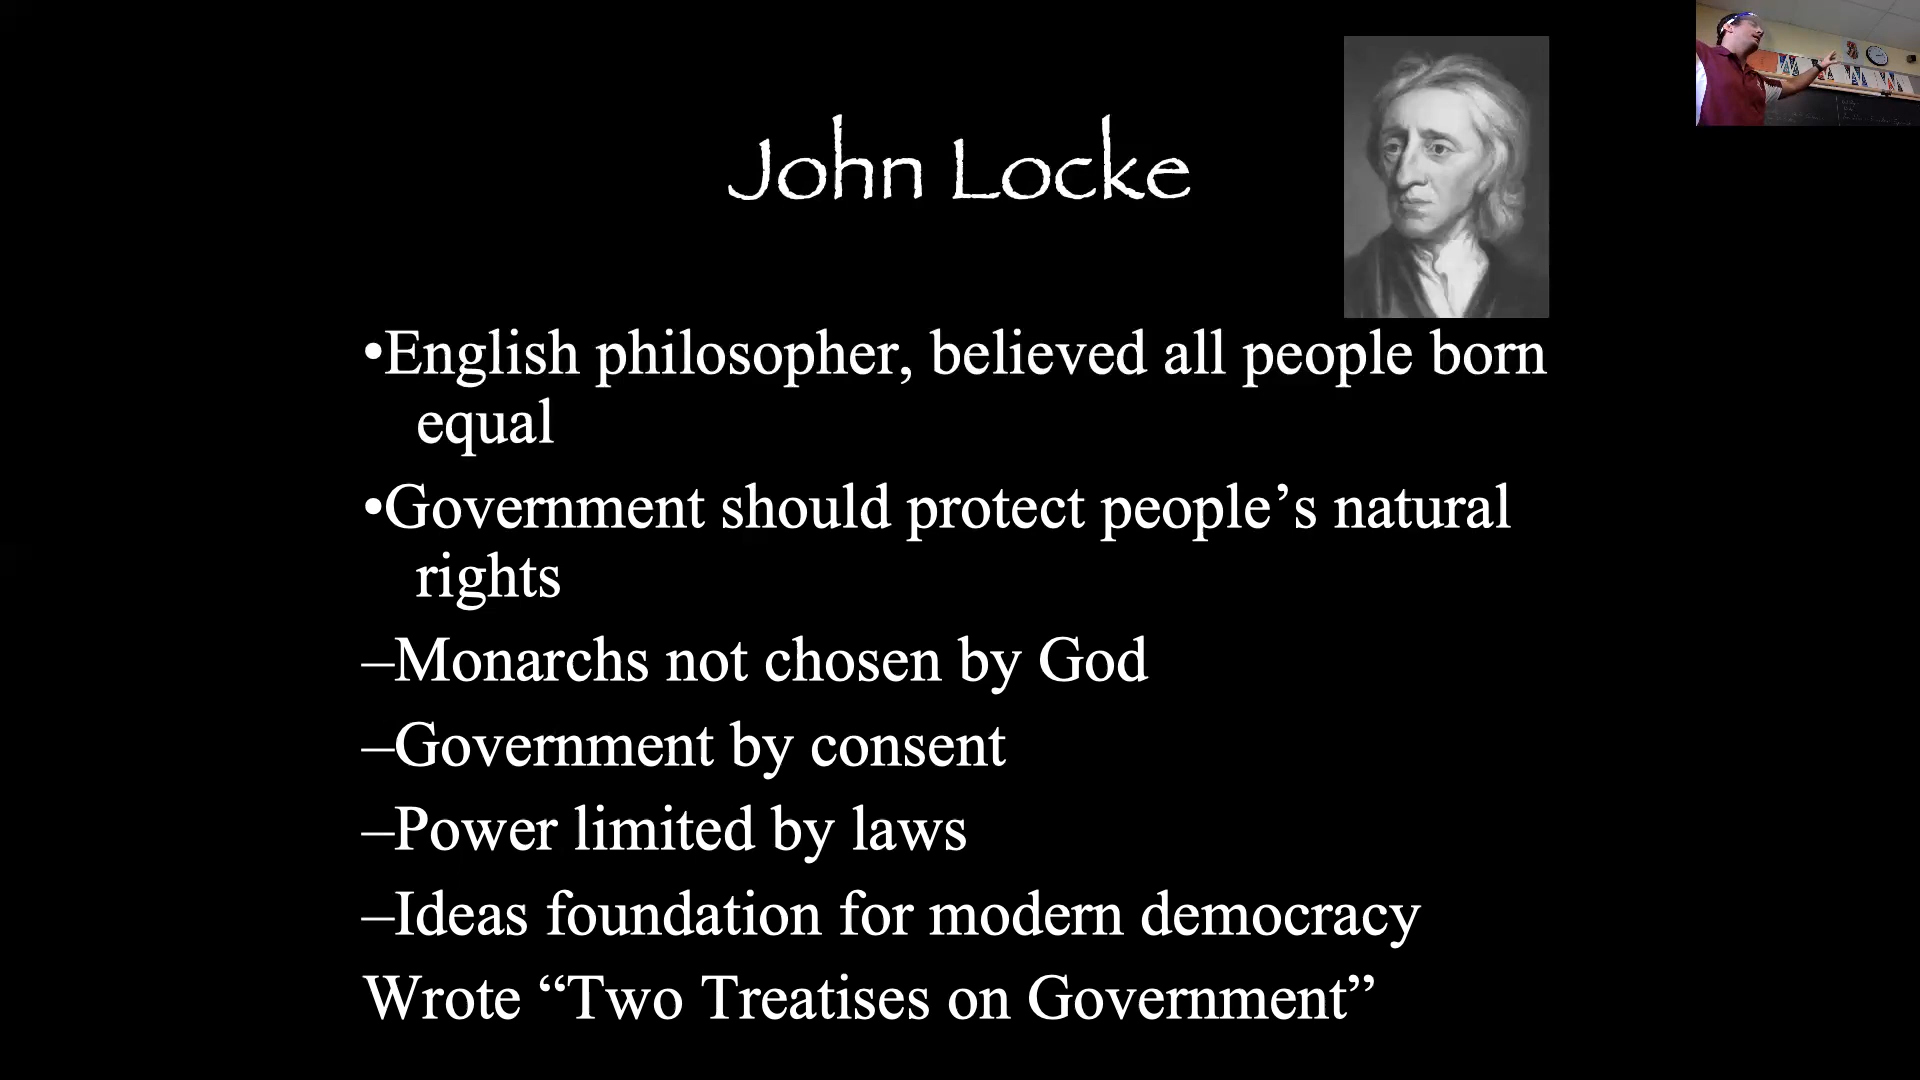 John Locke
•English philosopher, believed all people born
equal
•Government should protect people’s natural
rights
–Monarchs not chosen by God
–Government by consent
–Power limited by laws
–Ideas foundation for modern democracy
Wrote “Two Treatises on Government”